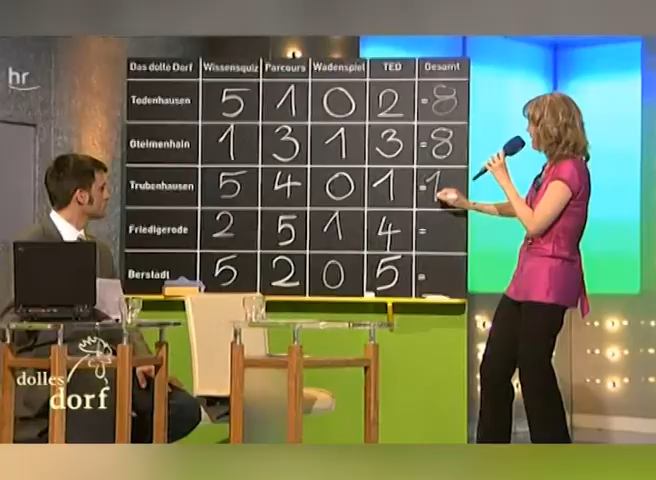 hr
Das dolle Dorf Wissensquiz Parcours Wadenspiel TED Gesamt
Todenhausen 5 1 0 2 = 8
Gleimenhain 1 3 1 3 = 8
Trubenhausen 5 4 0 1 = 1
Friedigerode 2 5 1 4 =
Berstadt 5 2 0 5 =
dolles
dorf